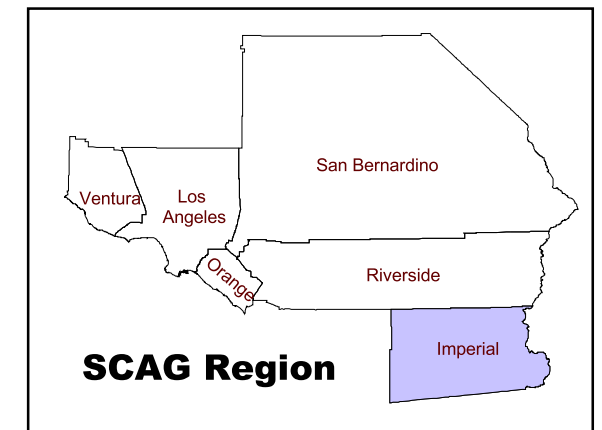 San Bernardino
Ventura
Los
Angeles
Orange
Riverside
Imperial
SCAG Region